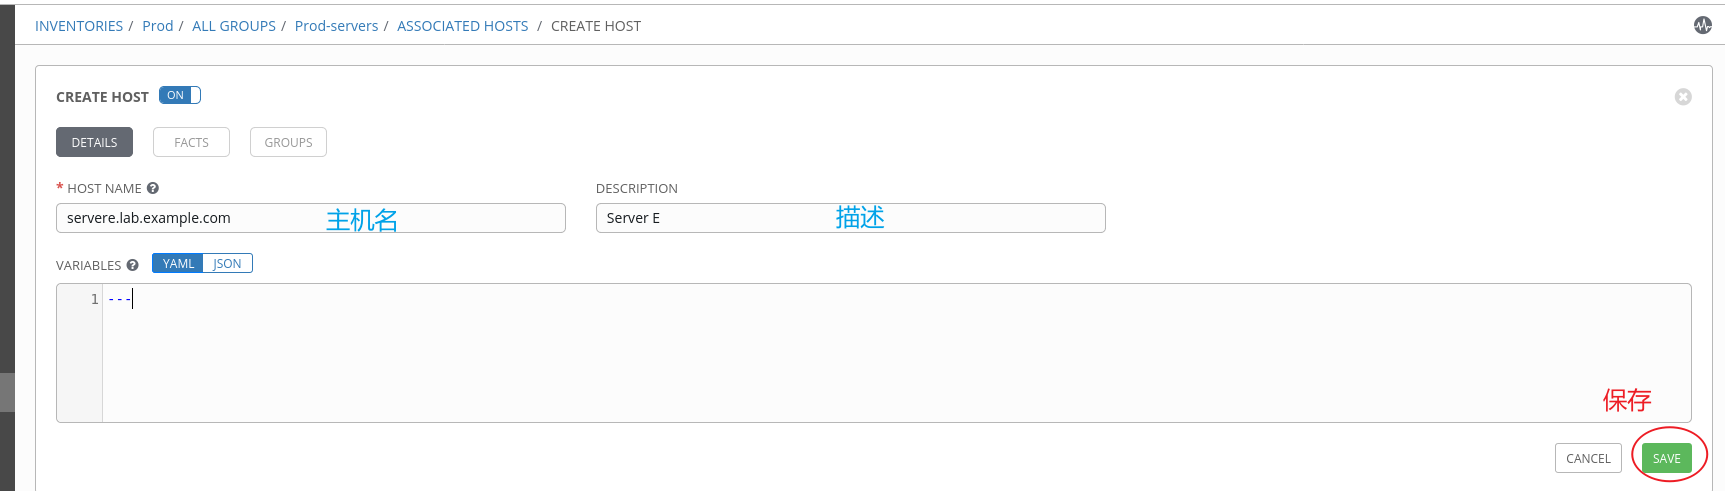 INVENTORIES / Prod / ALL GROUPS / Prod-servers / ASSOCIATED HOSTS / CREATE HOST
CREATE HOST ON
DETAILS FACTS GROUPS
* HOST NAME ? DESCRIPTION
servere.lab.example.com 主机名 Server E 描述
VARIABLES ? YAML JSON
1 ---
保存
CANCEL SAVE